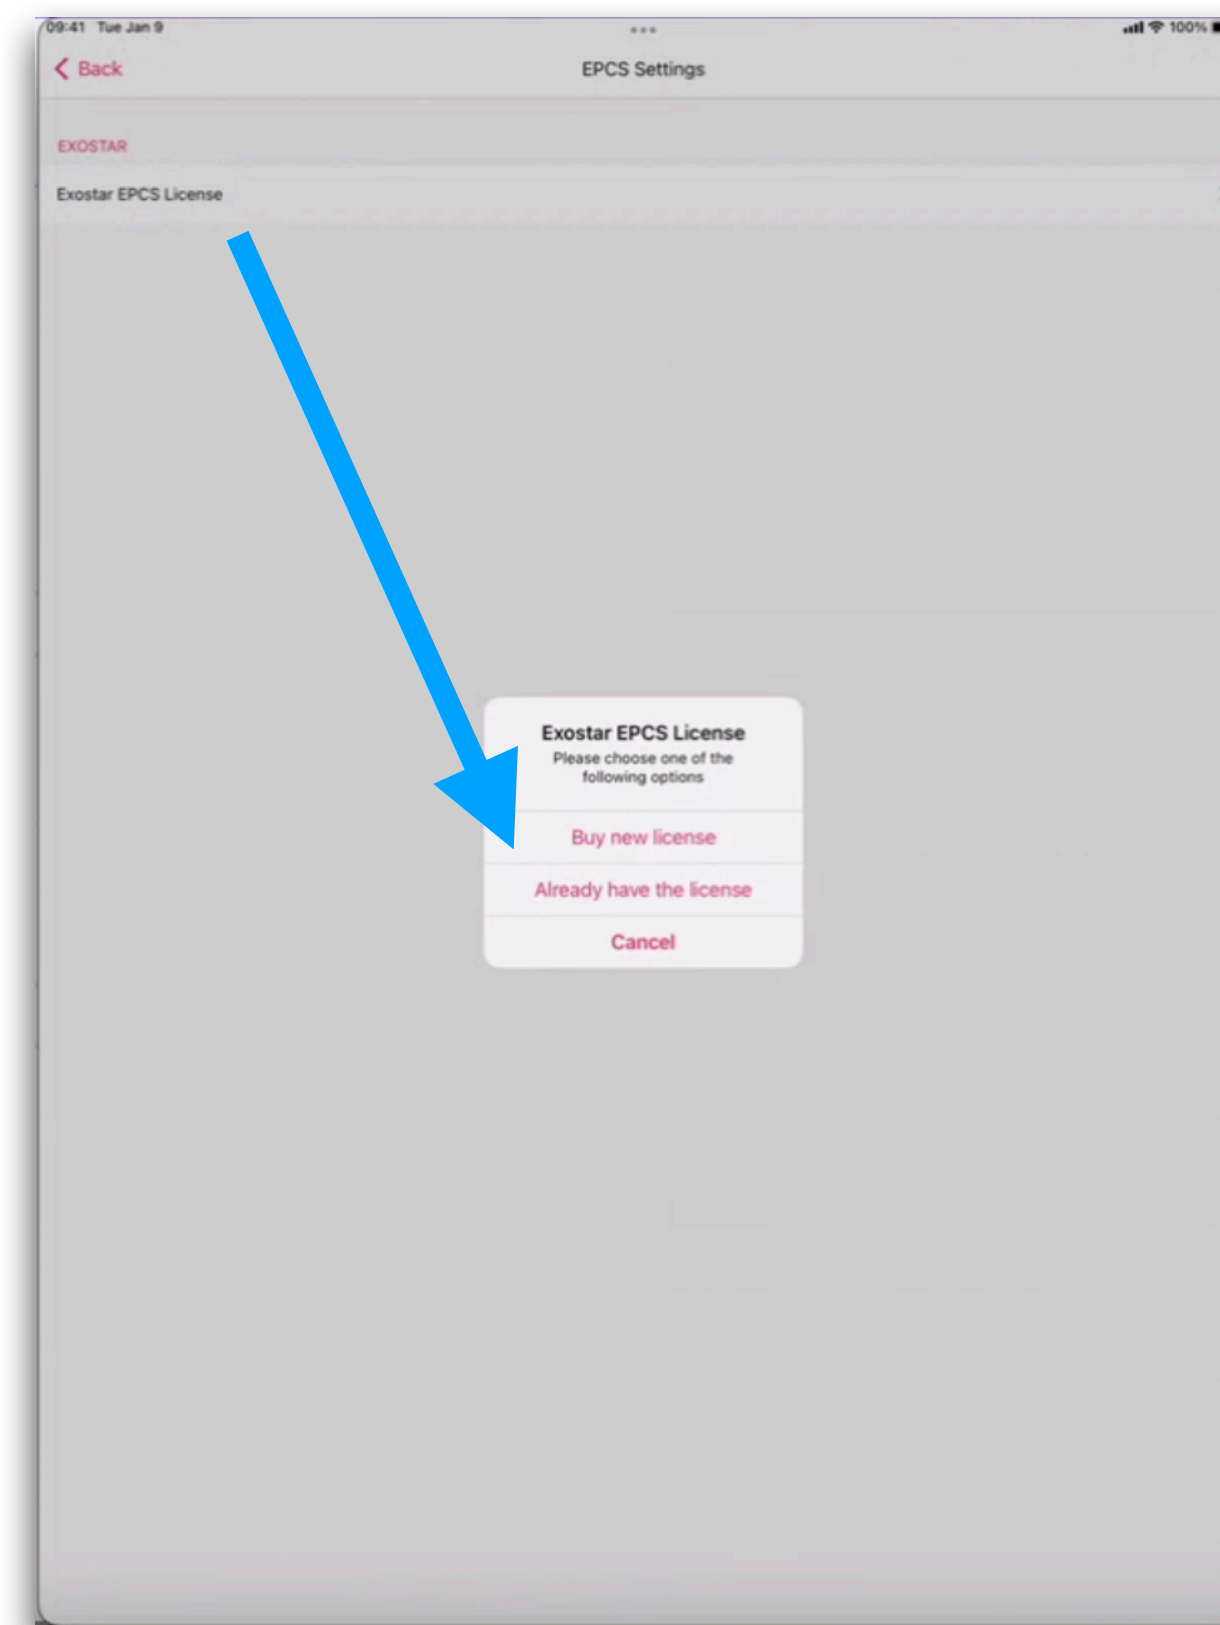 09:41 Tue Jan 9
100%
Back
EPCS Settings
EXOSTAR
Exostar EPCS License
Exostar EPCS License
Please choose one of the
following options
Buy new license
Already have the license
Cancel